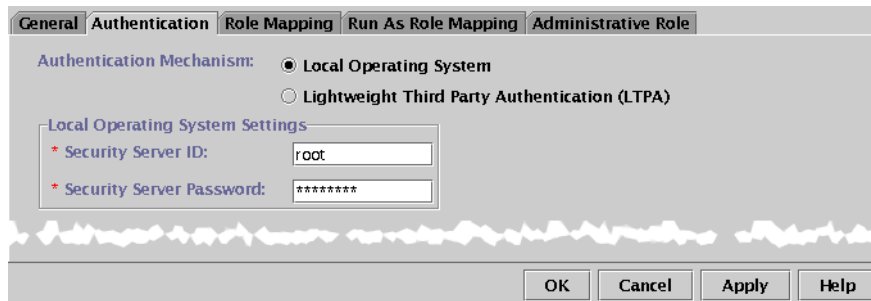 General Authentication Role Mapping Run As Role Mapping Administrative Role
Authentication Mechanism: Local Operating System
Lightweight Third Party Authentication (LTPA)
Local Operating System Settings
* Security Server ID: root
* Security Server Password: ********
OK Cancel Apply Help